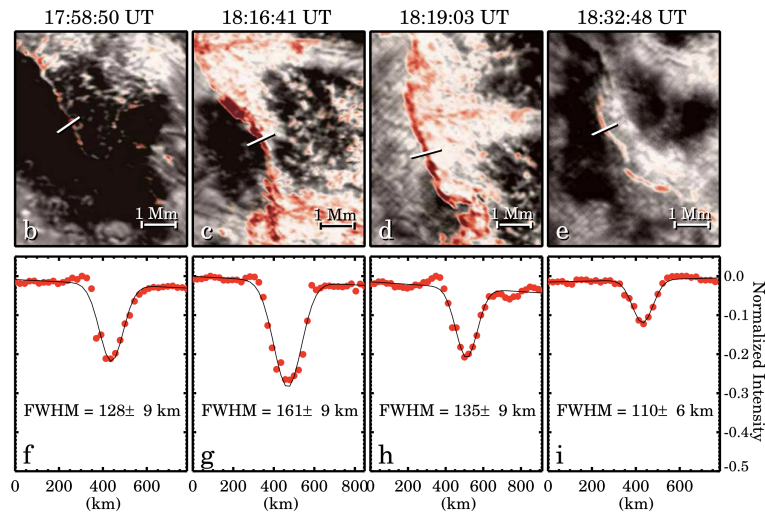 17:58:50 UT 18:16:41 UT 18:19:03 UT 18:32:48 UT
1 Mm 1 Mm 1 Mm 1 Mm
b c d e
0.0
-0.1
-0.2
-0.3
-0.4
-0.5
Normalized Intensity
FWHM = 128± 9 km FWHM = 161± 9 km FWHM = 135± 9 km FWHM = 110± 6 km
f g h i
0 200 400 600 0 200 400 600 800 0 200 400 600 800 0 200 400 600
(km) (km) (km) (km)